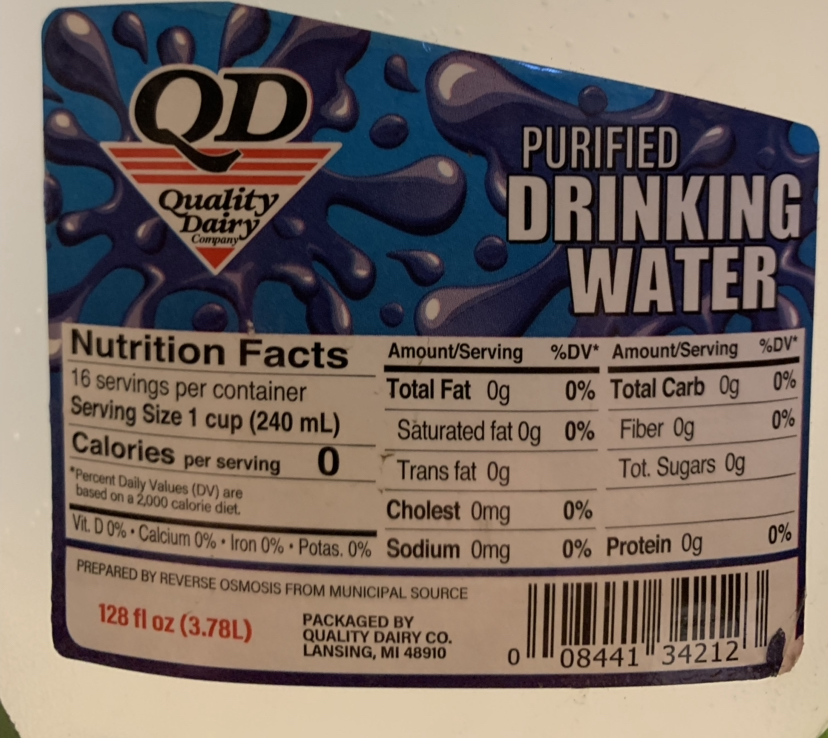 QD
Quality
Dairy
Company
PURIFIED
DRINKING
WATER
Nutrition Facts
16 servings per container
Serving Size 1 cup (240 mL)
Calories per serving 0
*Percent Daily Values (DV) are
based on a 2,000 calorie diet.
Vit. D 0% • Calcium 0% • Iron 0% • Potas. 0%
Amount/Serving %DV*
Total Fat 0g 0%
Saturated fat 0g 0%
Trans fat 0g
Cholest 0mg 0%
Sodium 0mg 0%
Amount/Serving %DV*
Total Carb 0g 0%
Fiber 0g 0%
Tot. Sugars 0g
Protein 0g 0%
PREPARED BY REVERSE OSMOSIS FROM MUNICIPAL SOURCE
128 fl oz (3.78L)
PACKAGED BY
QUALITY DAIRY CO.
LANSING, MI 48910
0 08441 34212